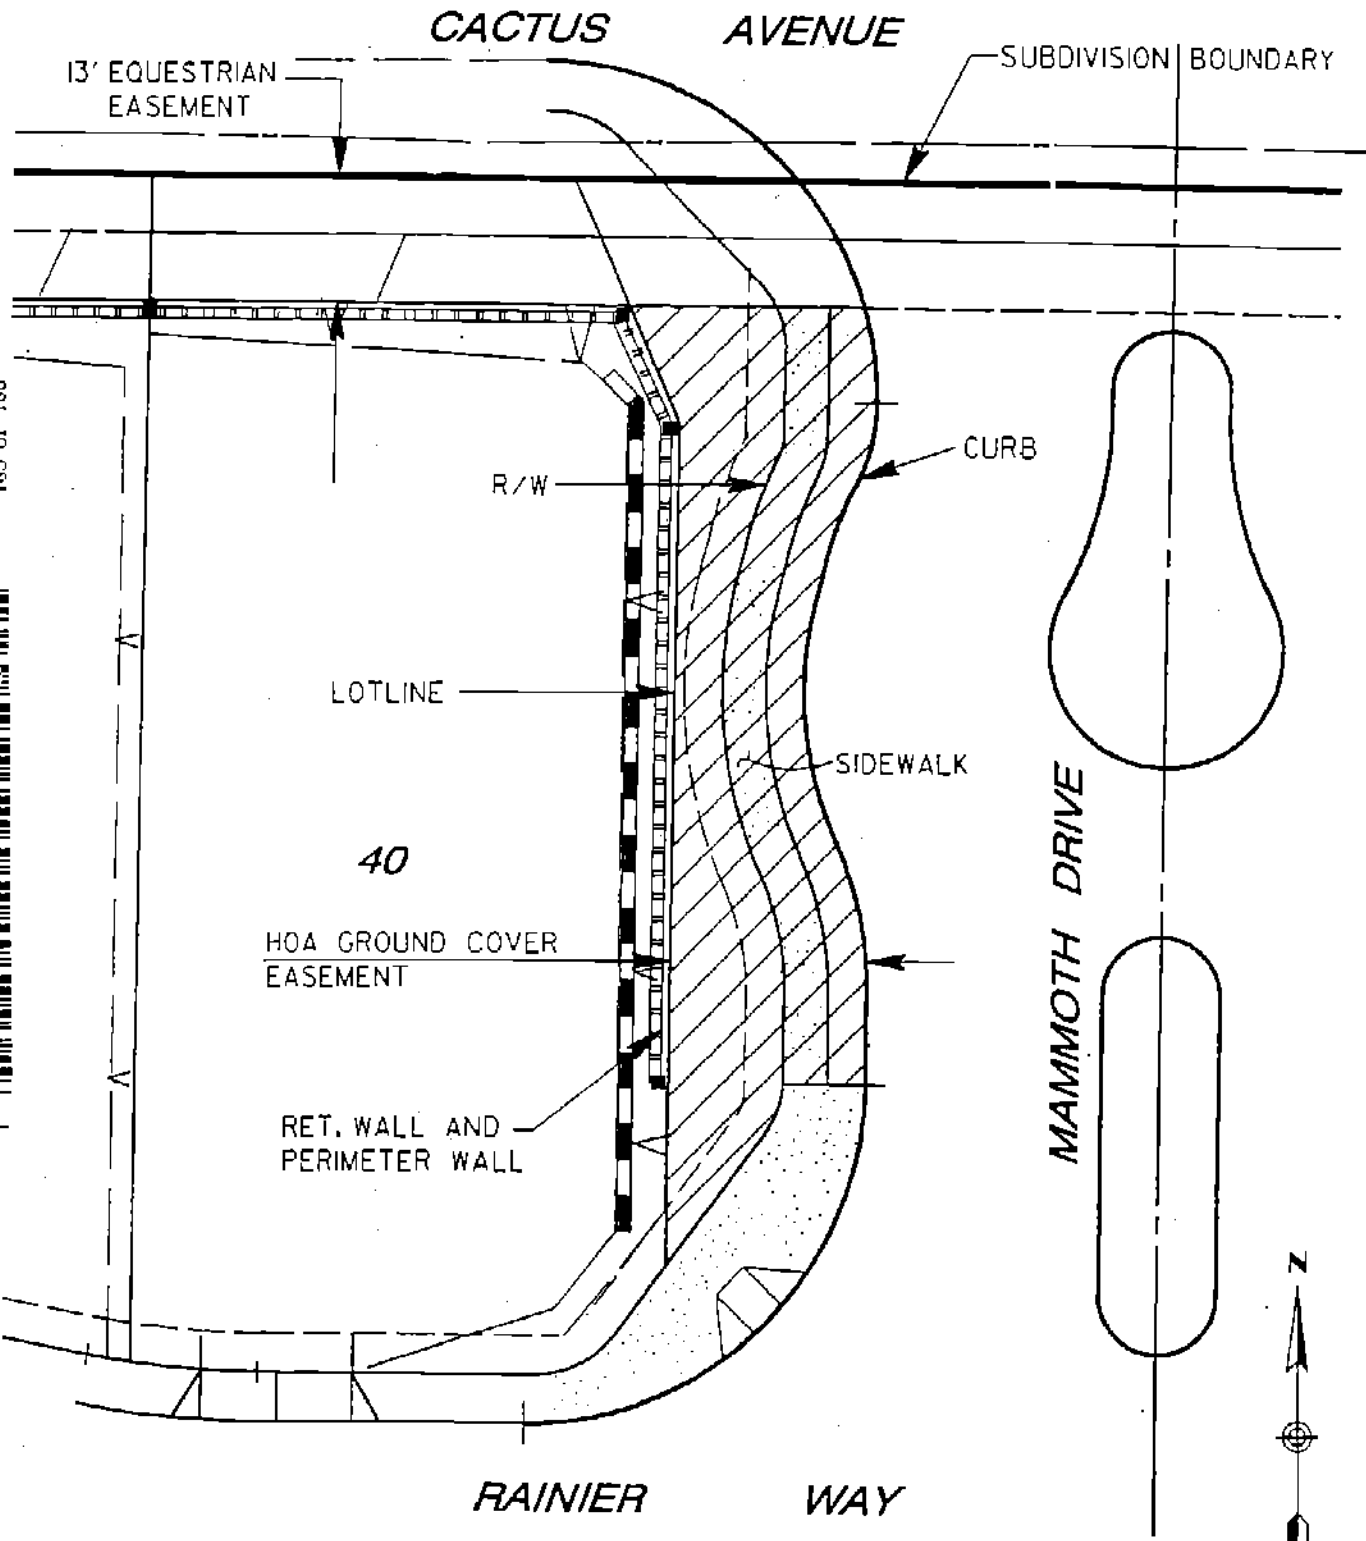 CACTUS AVENUE
13' EQUESTRIAN
EASEMENT
SUBDIVISION BOUNDARY
CURB
R/W
LOTLINE
SIDEWALK
40
HOA GROUND COVER
EASEMENT
MAMMOTH DRIVE
RET. WALL AND
PERIMETER WALL
N
RAINIER WAY